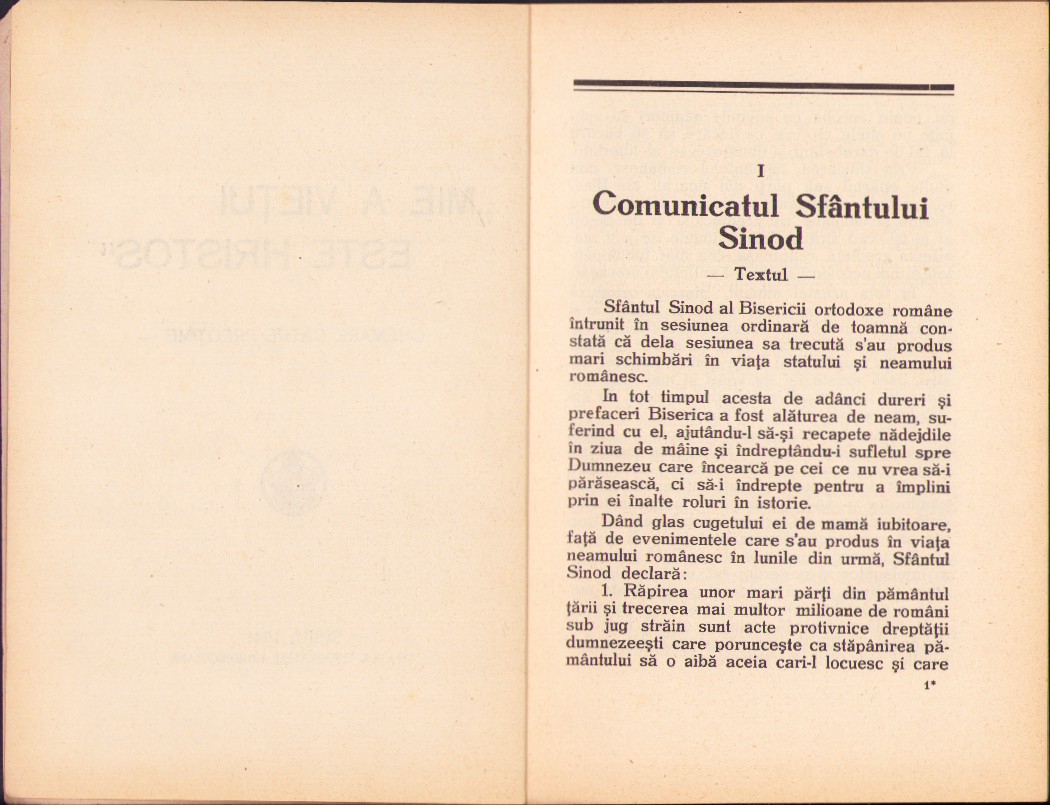 I
Comunicatul Sfântului
Sinod
— Textul —
Sfântul Sinod al Bisericii ortodoxe române
întrunit în sesiunea ordinară de toamnă con-
stată că dela sesiunea sa trecută s'au produs
mari schimbări în viața statului și neamului
românesc.
In tot timpul acesta de adânci dureri și
prefaceri Biserica a fost alăturea de neam, su-
ferind cu el, ajutându-l să-și recapete nădejdile
în ziua de mâine și îndreptându-i sufletul spre
Dumnezeu care încearcă pe cei ce nu vrea să-i
părăsească, ci să-i îndrepte pentru a împlini
prin ei înalte roluri în istorie.
Dând glas cugetului ei de mamă iubitoare,
față de evenimentele care s'au produs în viața
neamului românesc în lunile din urmă, Sfântul
Sinod declară:
1. Răpirea unor mari părți din pământul
țării și trecerea mai multor milioane de români
sub jug străin sunt acte protivnice dreptății
dumnezeești care poruncește ca stăpânirea pă-
mântului să o aibă aceia cari-l locuesc și care
1*